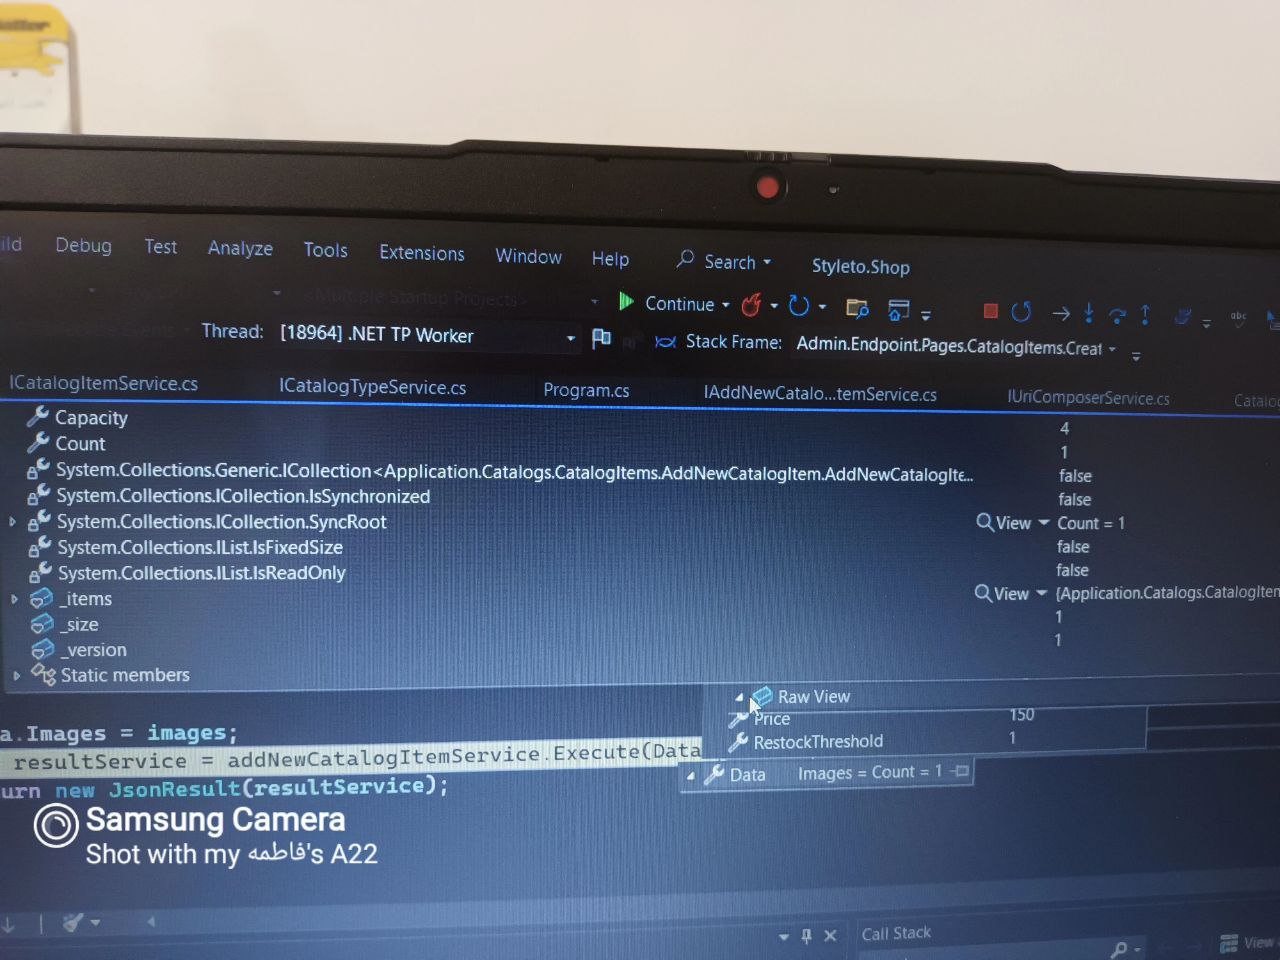 ild Debug Test Analyze Tools Extensions Window Help Search Styleto.Shop
<Multiple Startup Projects> Continue
Thread: [18964] .NET TP Worker Stack Frame: Admin.Endpoint.Pages.CatalogItems.Creat
ICatalogItemService.cs ICatalogTypeService.cs Program.cs IAddNewCatalo...temService.cs IUriComposerService.cs Catalo
Capacity 4
Count 1
System.Collections.Generic.ICollection<Application.Catalogs.CatalogItems.AddNewCatalogItem.AddNewCatalogIte... false
System.Collections.ICollection.IsSynchronized false
System.Collections.ICollection.SyncRoot View Count = 1
System.Collections.IList.IsFixedSize false
System.Collections.IList.IsReadOnly false
_items View {Application.Catalogs.CatalogItem
_size 1
_version 1
Static members
Raw View
Price 150
RestockThreshold 1
Data Images = Count = 1
a.Images = images;
resultService = addNewCatalogItemService.Execute(Data
urn new JsonResult(resultService);
Samsung Camera
Shot with my فاطمه's A22
Call Stack
View